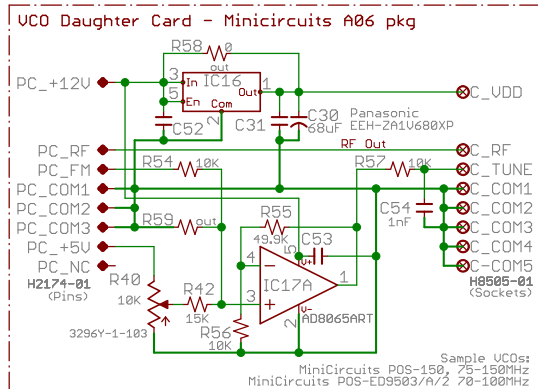 VCO Daughter Card - Minicircuits A06 pkg
R58
0
out
PC_+12V
3
In
IC16
Out
1
5
En
Com
2
C_VDD
C52
C31
C30
68uF
Panasonic
EEH-ZA1V680XP
PC_RF
RF Out
C_RF
PC_FM
R54
10K
R57
10K
C_TUNE
PC_COM1
C_COM1
PC_COM2
C54
1nF
C_COM2
PC_COM3
R59
out
R55
49.9K
C53
C_COM3
PC_+5V
C_COM4
PC_NC
C-COM5
H2174-01
(Pins)
H8505-01
(Sockets)
R40
10K
3296Y-1-103
R42
15K
R56
10K
4
3
5
V+
IC17A
1
2
V-
AD8065ART
Sample VCOs:
MiniCircuits POS-150, 75-150MHz
MiniCircuits POS-ED9503/A/2 70-100MHz